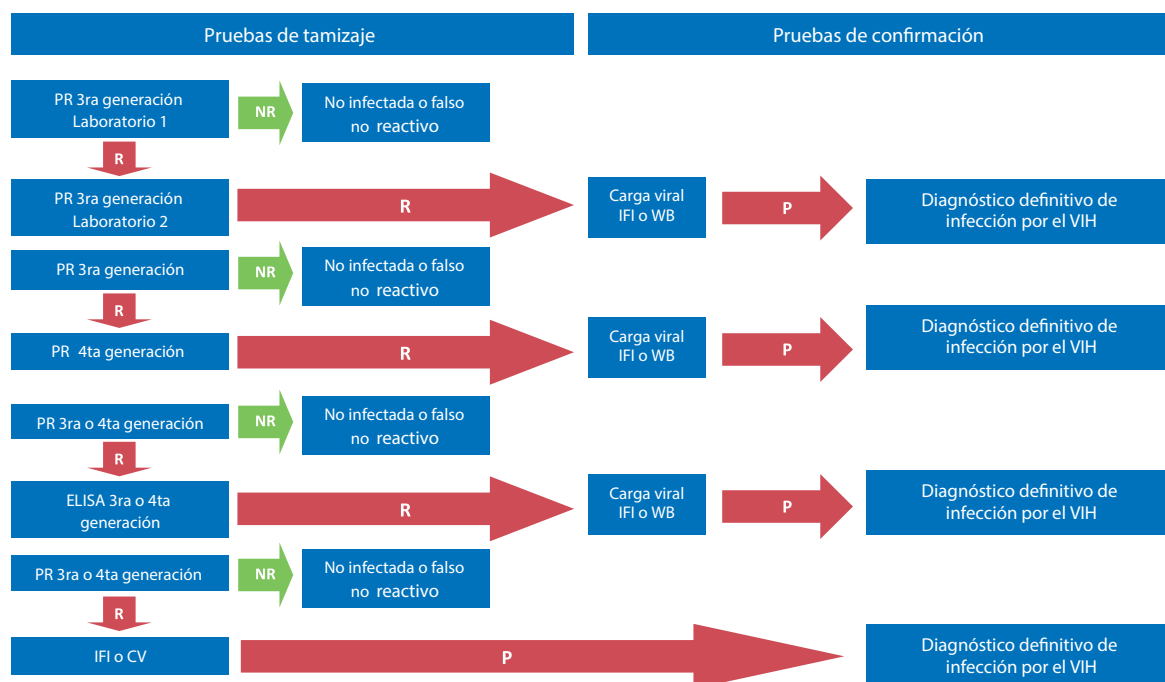 Pruebas de tamizaje
Pruebas de confirmación
PR 3ra generación
Laboratorio 1
NR
No infectada o falso
no reactivo
R
PR 3ra generación
Laboratorio 2
R
Carga viral
IFI o WB
P
Diagnóstico definitivo de
infección por el VIH
PR 3ra generación
NR
No infectada o falso
no reactivo
R
PR 4ta generación
R
Carga viral
IFI o WB
P
Diagnóstico definitivo de
infección por el VIH
PR 3ra o 4ta generación
NR
No infectada o falso
no reactivo
R
ELISA 3ra o 4ta
generación
R
Carga viral
IFI o WB
P
Diagnóstico definitivo de
infección por el VIH
PR 3ra o 4ta generación
NR
No infectada o falso
no reactivo
R
IFI o CV
P
Diagnóstico definitivo de
infección por el VIH